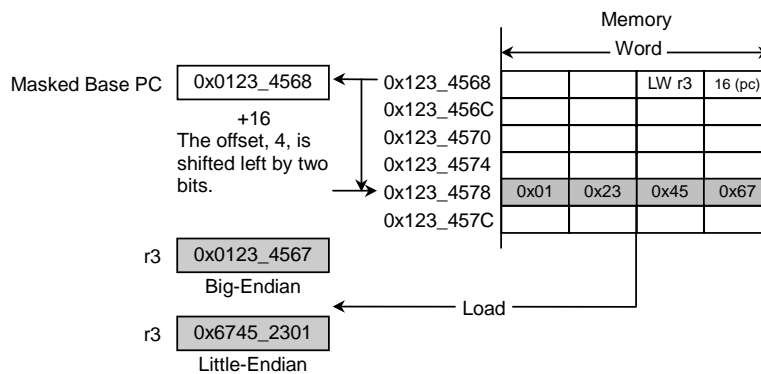 Memory
Word
Masked Base PC 0x0123_4568
0x123_4568 LW r3 16 (pc)
0x123_456C
+16
The offset, 4, is
shifted left by two
bits.
0x123_4570
0x123_4574
0x123_4578 0x01 0x23 0x45 0x67
0x123_457C
r3 0x0123_4567
Big-Endian
Load
r3 0x6745_2301
Little-Endian